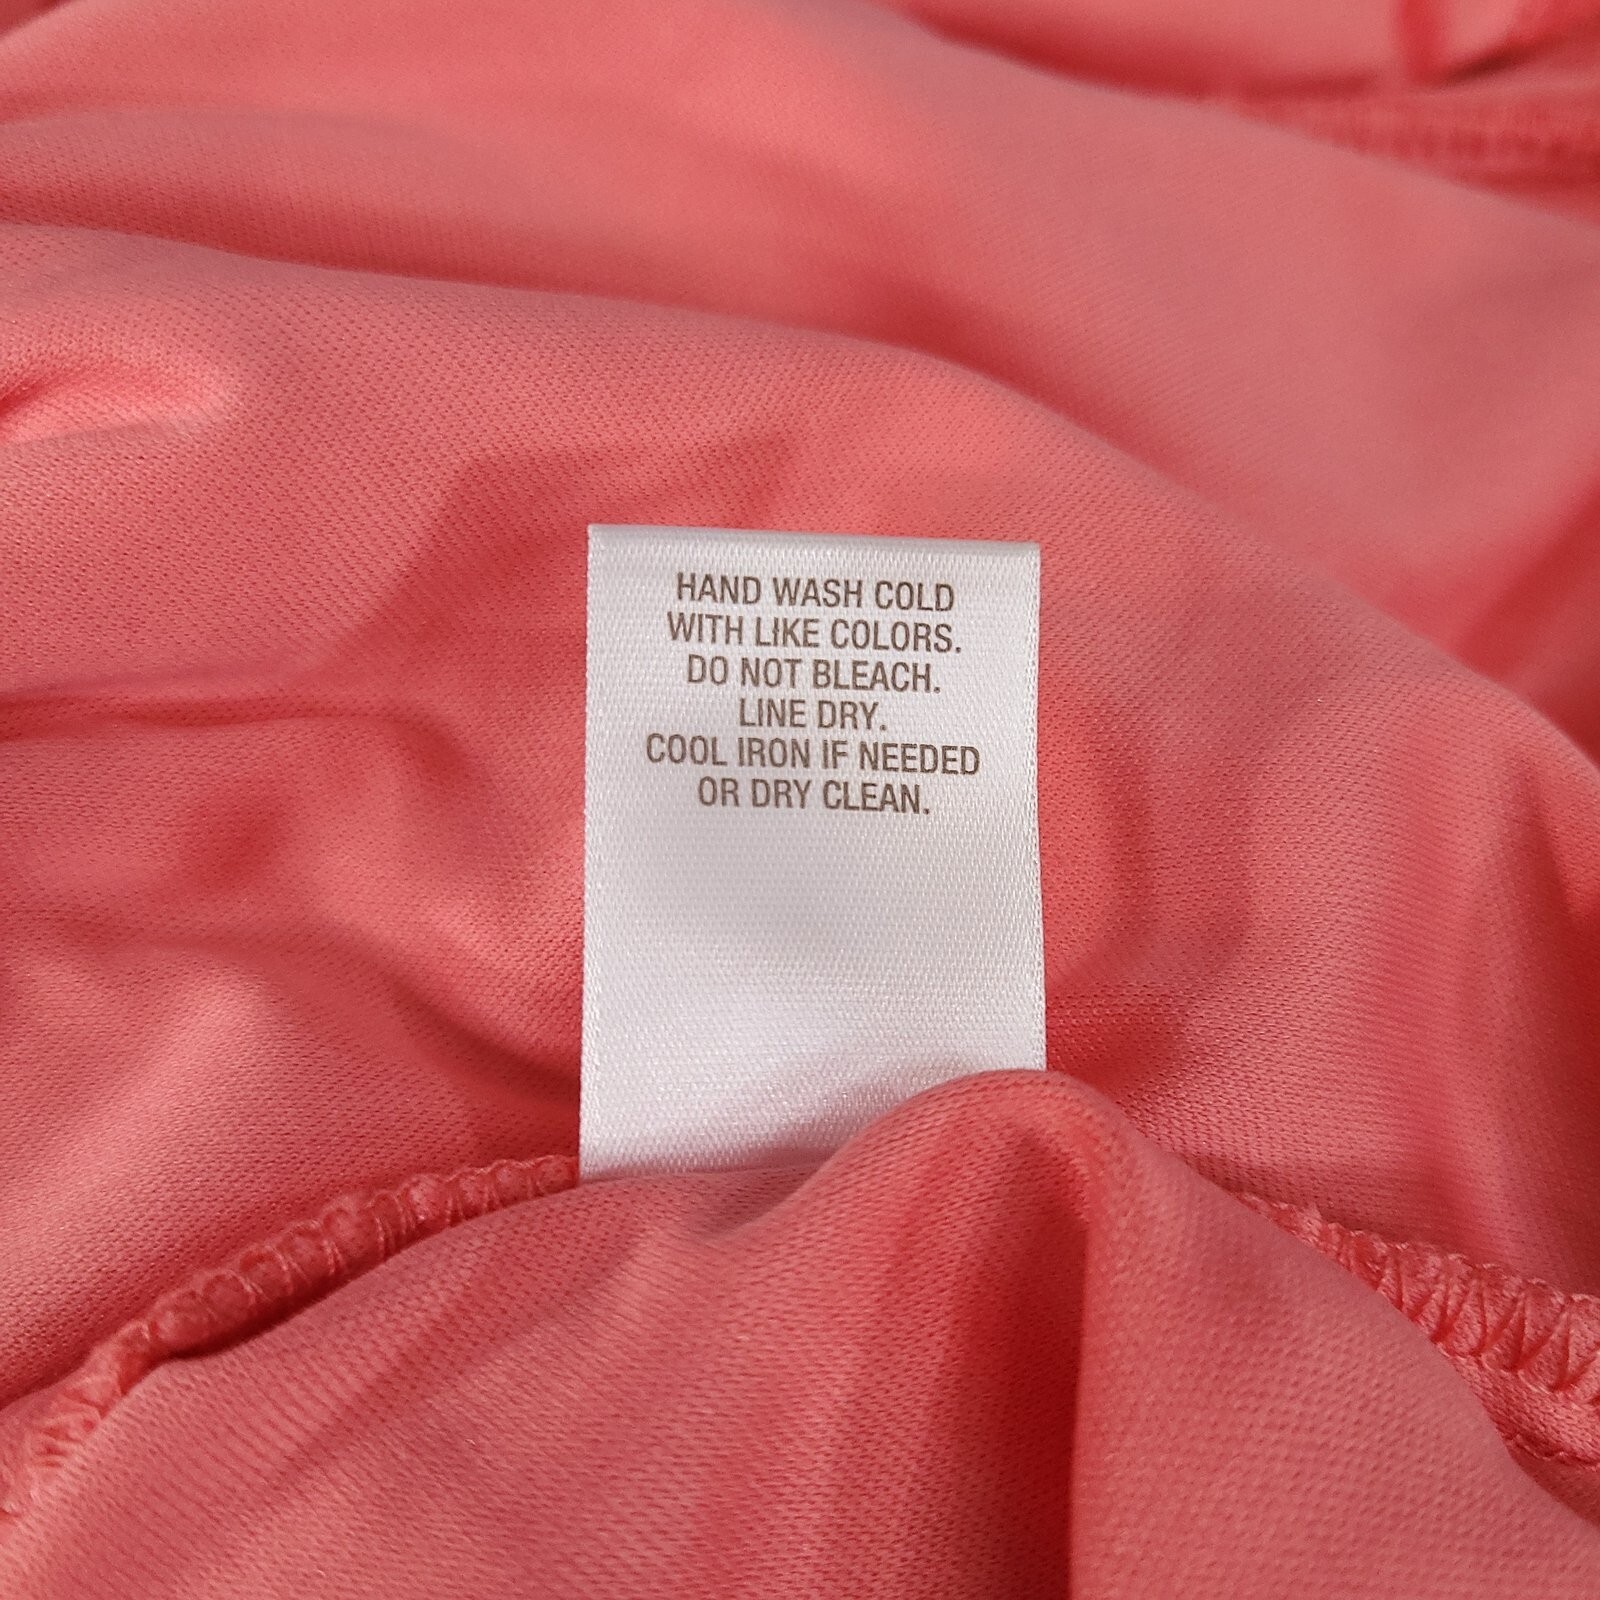 HAND WASH COLD
WITH LIKE COLORS.
DO NOT BLEACH.
LINE DRY.
COOL IRON IF NEEDED
OR DRY CLEAN.